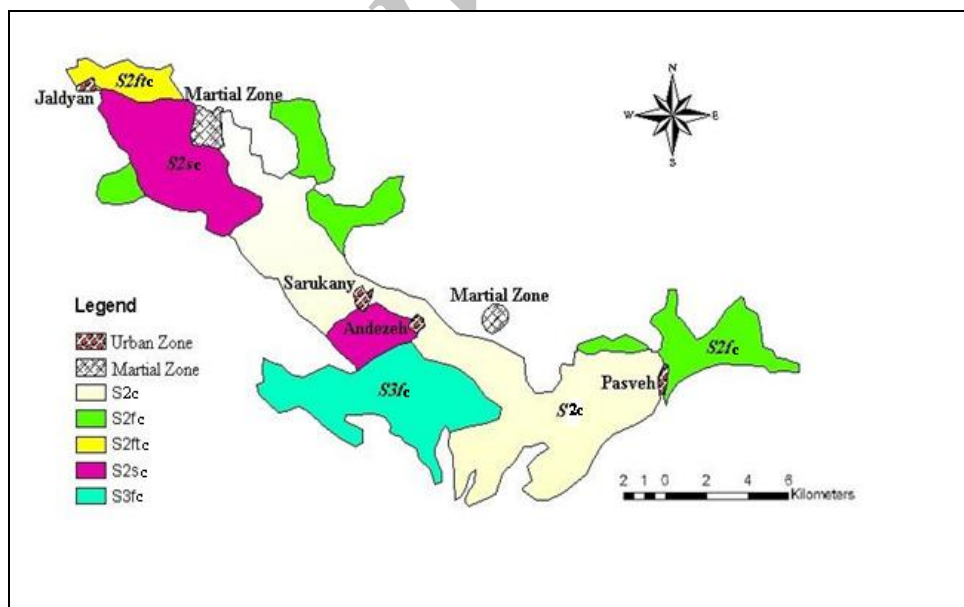 S2ftc
Jaldyan
Martial Zone
S2sc
N
W
E
S
Sarukany
Martial Zone
Andezeh
S2fc
Pasveh
S3fc
S2c
Legend
Urban Zone
Martial Zone
S2c
S2fc
S2ftc
S2sc
S3fc
2 1 0 2 4 6
Kilometers